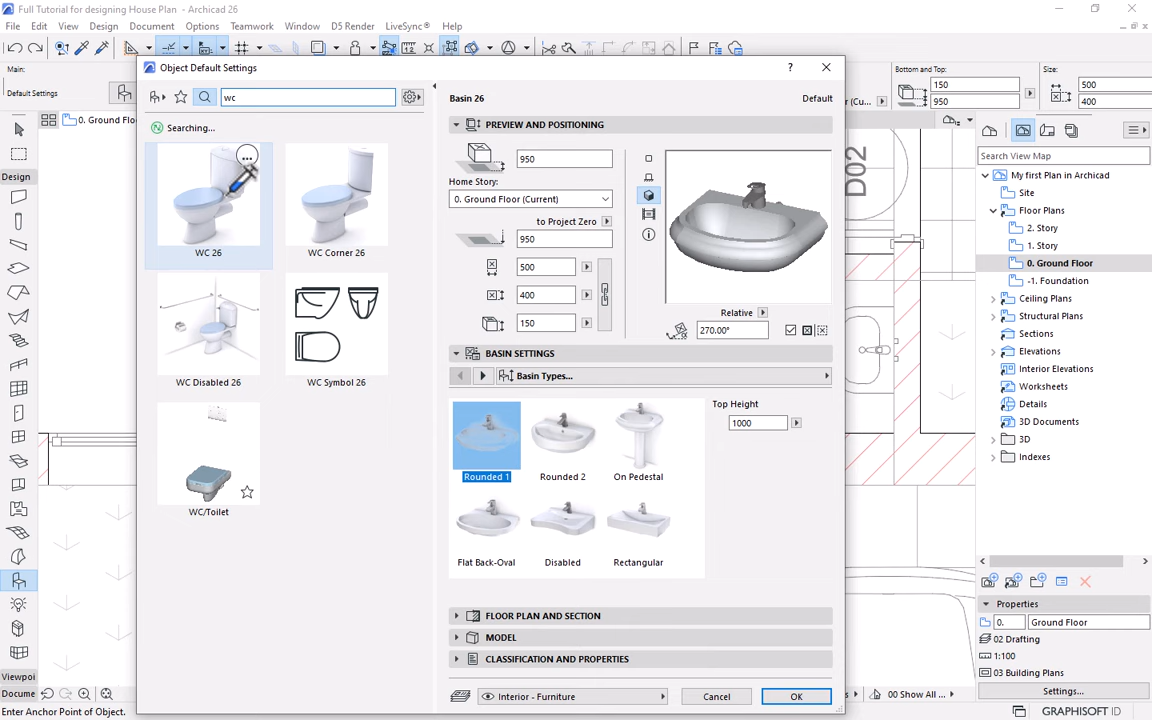 Full Tutorial for designing House Plan - Archicad 26
File Edit View Design Document Options Teamwork Window D5 Render LiveSync® Help
Main:
Default Settings
Object Default Settings
?
wc
Searching...
WC 26
WC Corner 26
WC Disabled 26
WC Symbol 26
WC/Toilet
Basin 26
Default
PREVIEW AND POSITIONING
950
Home Story:
0. Ground Floor (Current)
to Project Zero
950
500
400
150
Relative
270.00°
BASIN SETTINGS
Basin Types...
Rounded 1
Rounded 2
On Pedestal
Flat Back-Oval
Disabled
Rectangular
Top Height
1000
FLOOR PLAN AND SECTION
MODEL
CLASSIFICATION AND PROPERTIES
Interior - Furniture
Cancel
OK
Bottom and Top:
150
950
Size:
500
400
(Cu...
0. Ground Floo
Design
Viewpoi
Docume
D02
Search View Map
My first Plan in Archicad
Site
Floor Plans
2. Story
1. Story
0. Ground Floor
-1. Foundation
Ceiling Plans
Structural Plans
Sections
Elevations
Interior Elevations
Worksheets
Details
3D Documents
3D
Indexes
Properties
0. Ground Floor
02 Drafting
1:100
03 Building Plans
Settings...
00 Show All ...
Enter Anchor Point of Object.
GRAPHISOFT ID